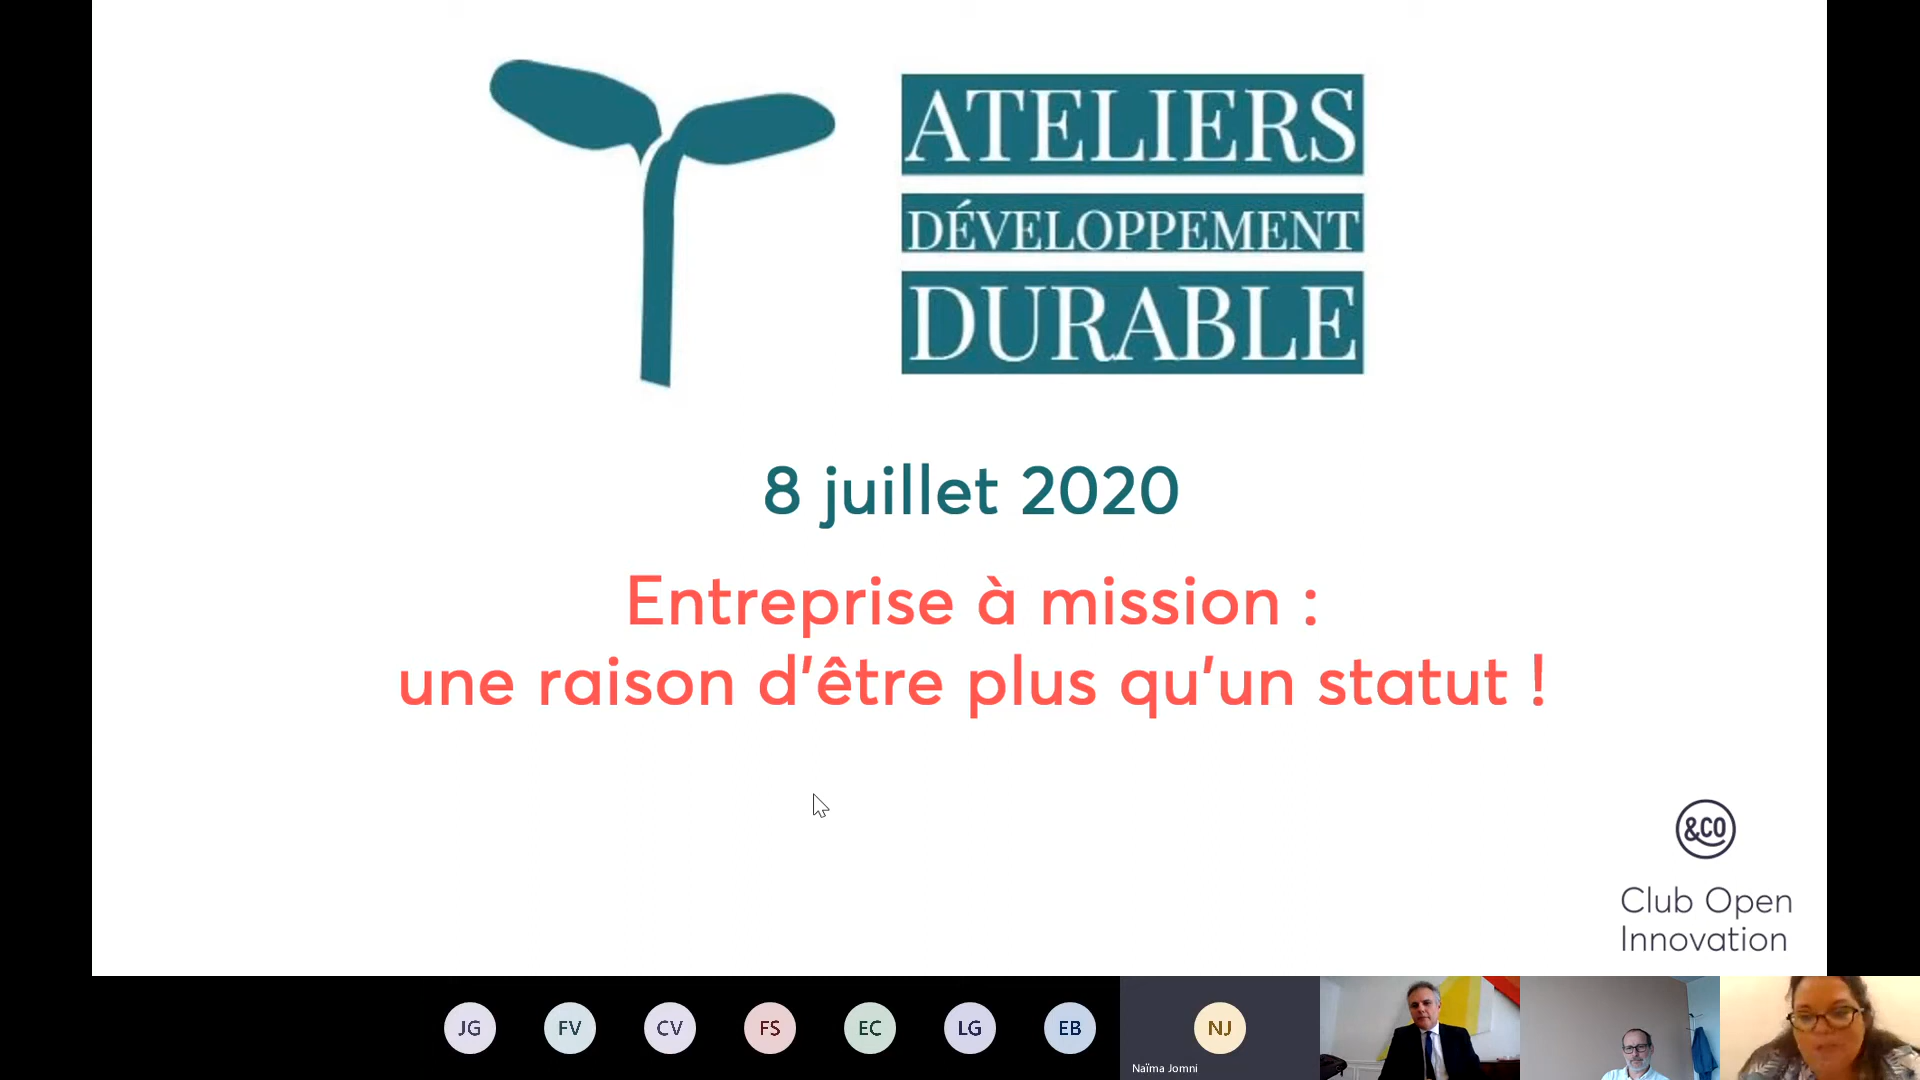 ATELIERS
DÉVELOPPEMENT
DURABLE
8 juillet 2020
Entreprise à mission :
une raison d'être plus qu'un statut !
&CO
Club Open
Innovation
JG FV CV FS EC LG EB NJ
Naïma Jomni